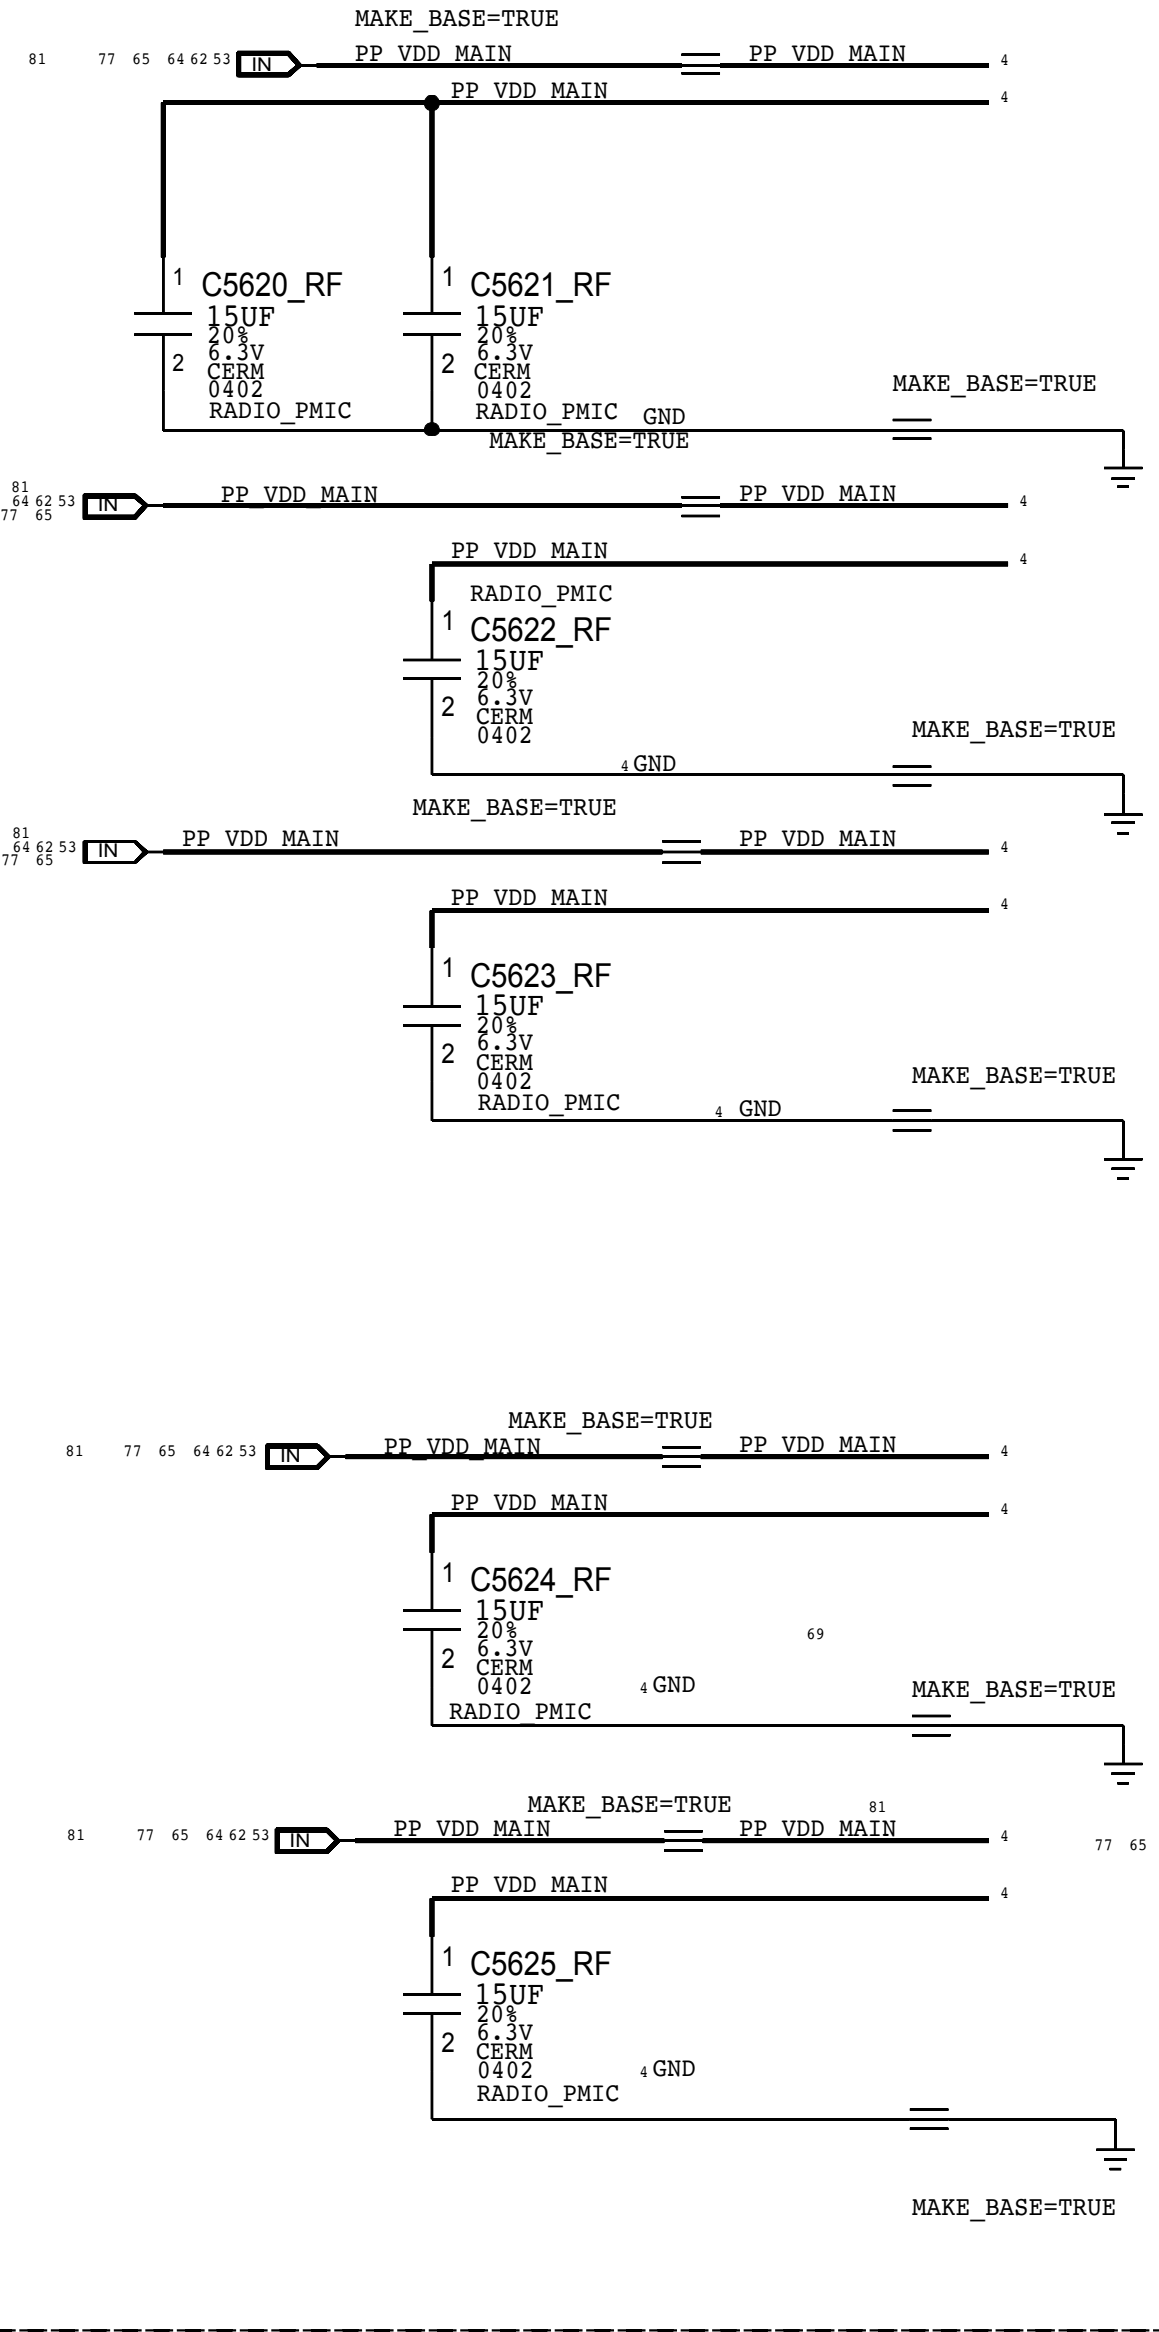 MAKE_BASE=TRUE
81 77 65 64 62 53 IN PP_VDD_MAIN PP_VDD_MAIN 4
PP_VDD_MAIN 4
1 C5620_RF 1 C5621_RF
15UF 15UF
20% 20%
6.3V 6.3V
2 CERM 2 CERM
0402 0402
MAKE_BASE=TRUE
RADIO_PMIC RADIO_PMIC GND
MAKE_BASE=TRUE
81
64 62 53 IN PP_VDD_MAIN PP_VDD_MAIN 4
77 65
PP_VDD_MAIN 4
RADIO_PMIC
1 C5622_RF
15UF
20%
6.3V
2 CERM
0402
MAKE_BASE=TRUE
4 GND
MAKE_BASE=TRUE
81
64 62 53 IN PP_VDD_MAIN PP_VDD_MAIN 4
77 65
PP_VDD_MAIN 4
1 C5623_RF
15UF
20%
6.3V
2 CERM
0402
MAKE_BASE=TRUE
RADIO_PMIC 4 GND
MAKE_BASE=TRUE
81 77 65 64 62 53 IN PP_VDD_MAIN PP_VDD_MAIN 4
PP_VDD_MAIN 4
1 C5624_RF
15UF
20% 69
6.3V
2 CERM
0402 4 GND MAKE_BASE=TRUE
RADIO_PMIC
MAKE_BASE=TRUE 81
81 77 65 64 62 53 IN PP_VDD_MAIN PP_VDD_MAIN 4 77 65
PP_VDD_MAIN 4
1 C5625_RF
15UF
20%
6.3V
2 CERM
0402 4 GND
RADIO_PMIC
MAKE_BASE=TRUE